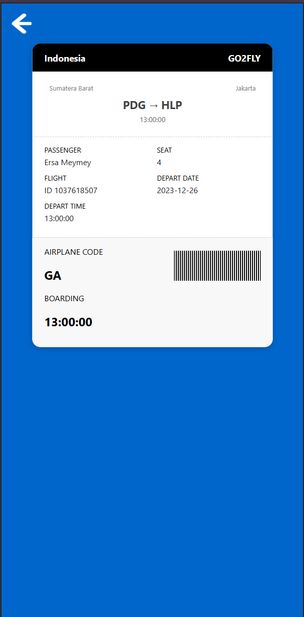 Indonesia GO2FLY
Sumatera Barat Jakarta
PDG → HLP
13:00:00
PASSENGER SEAT
Ersa Meymey 4
FLIGHT DEPART DATE
ID 1037618507 2023-12-26
DEPART TIME
13:00:00
AIRPLANE CODE
GA
BOARDING
13:00:00